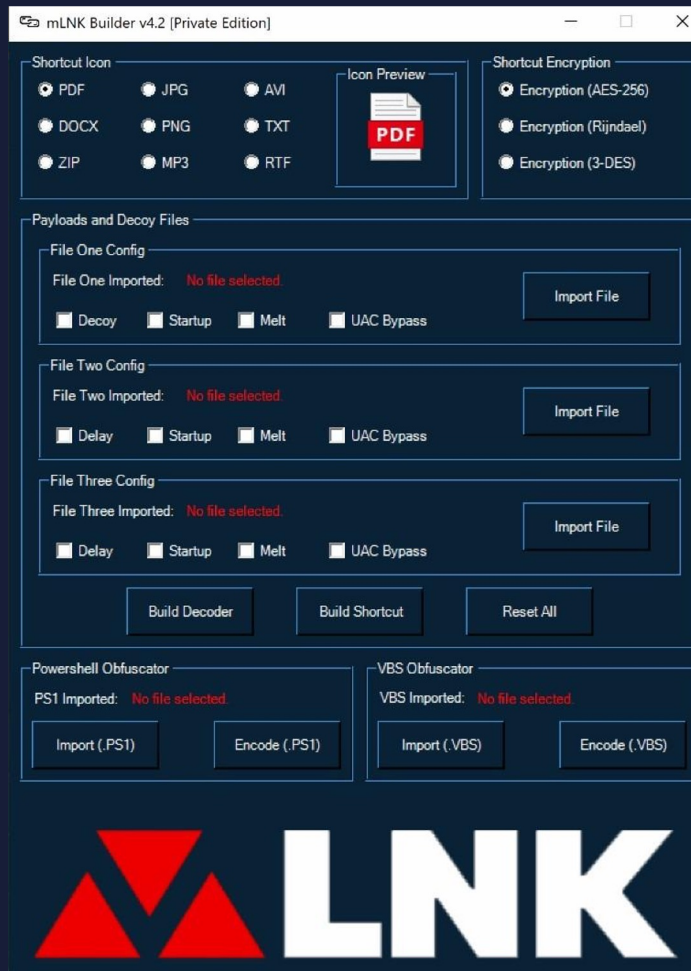 mLNK Builder v4.2 [Private Edition]
Shortcut Icon
PDF JPG AVI
DOCX PNG TXT
ZIP MP3 RTF
Icon Preview
PDF
Shortcut Encryption
Encryption (AES-256)
Encryption (Rijndael)
Encryption (3-DES)
Payloads and Decoy Files
File One Config
File One Imported: No file selected.
Import File
Decoy Startup Melt UAC Bypass
File Two Config
File Two Imported: No file selected.
Import File
Delay Startup Melt UAC Bypass
File Three Config
File Three Imported: No file selected.
Import File
Delay Startup Melt UAC Bypass
Build Decoder Build Shortcut Reset All
Powershell Obfuscator
PS1 Imported: No file selected.
Import (.PS1) Encode (.PS1)
VBS Obfuscator
VBS Imported: No file selected.
Import (.VBS) Encode (.VBS)
LNK